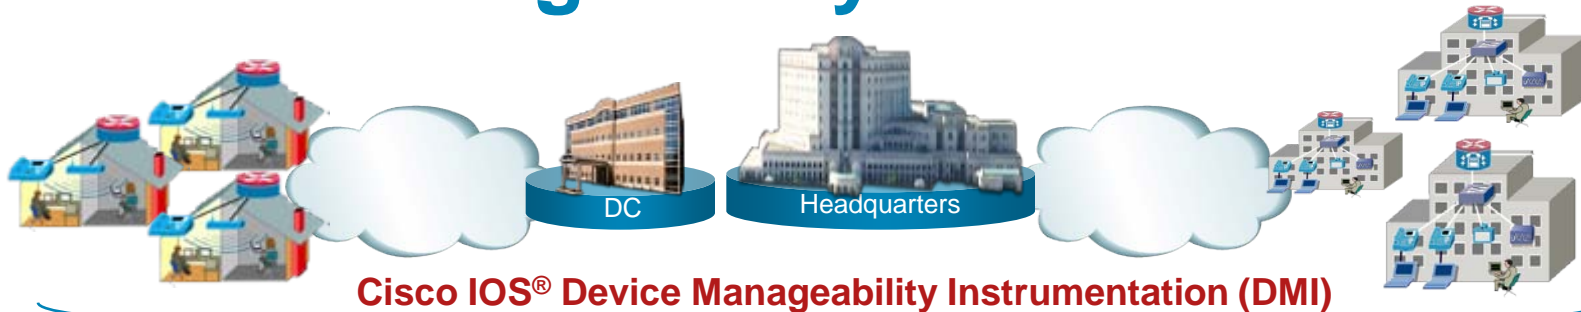 DC
Headquarters
Cisco IOS® Device Manageability Instrumentation (DMI)